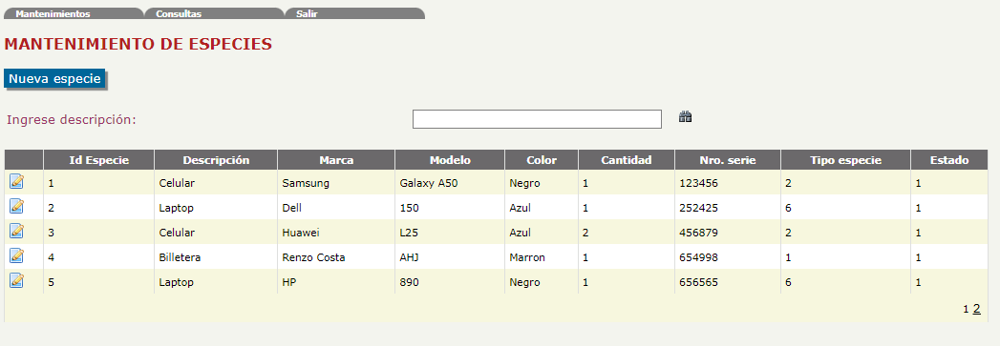 Mantenimientos Consultas Salir
MANTENIMIENTO DE ESPECIES
Nueva especie
Ingrese descripción:
Id Especie Descripción Marca Modelo Color Cantidad Nro. serie Tipo especie Estado
1 Celular Samsung Galaxy A50 Negro 1 123456 2 1
2 Laptop Dell 150 Azul 1 252425 6 1
3 Celular Huawei L25 Azul 2 456879 2 1
4 Billetera Renzo Costa AHJ Marron 1 654998 1 1
5 Laptop HP 890 Negro 1 656565 6 1
1 2